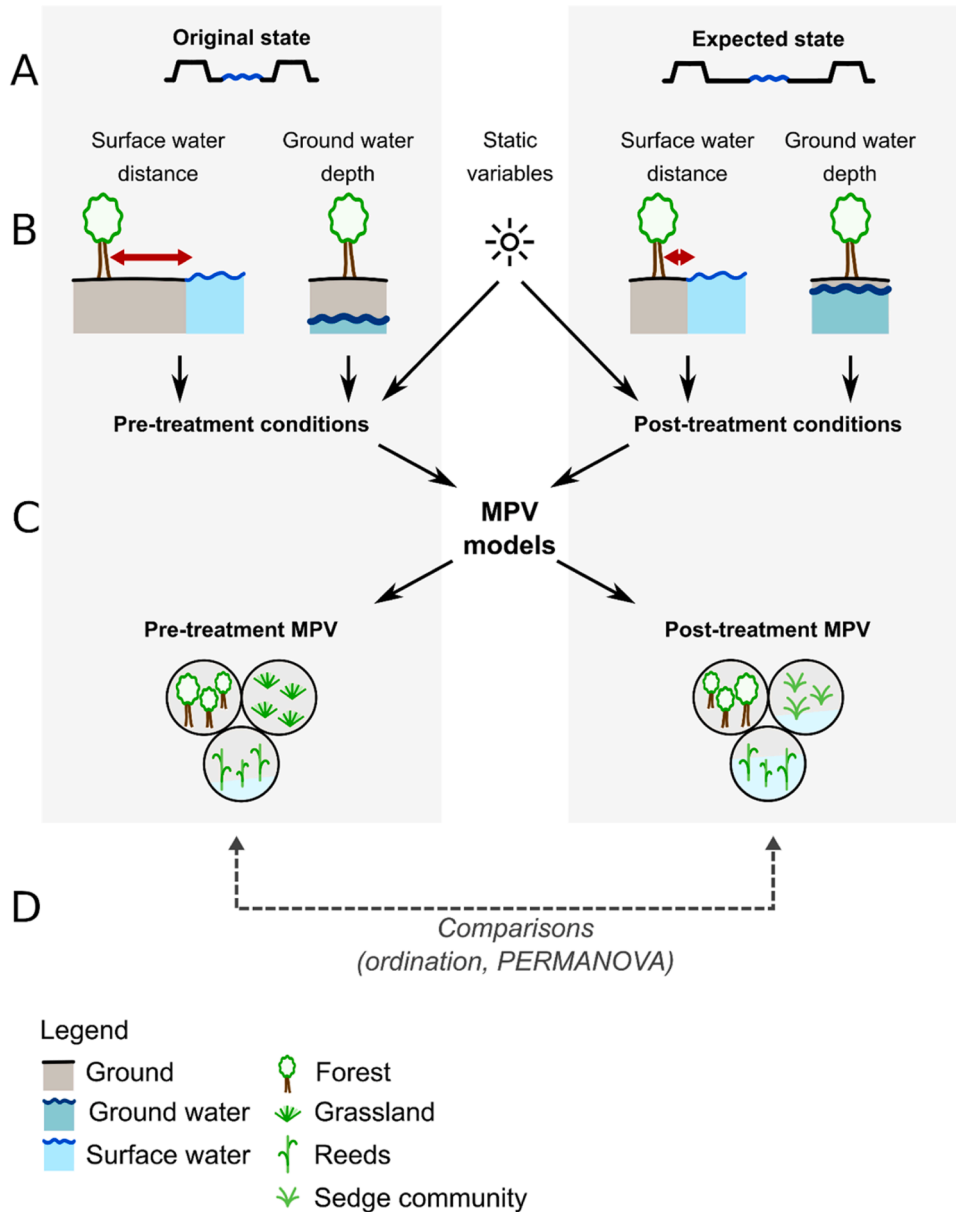 A
Original state
Expected state
Surface water
distance
Ground water
depth
Static
variables
Surface water
distance
Ground water
depth
B
Pre-treatment conditions
Post-treatment conditions
C
MPV
models
Pre-treatment MPV
Post-treatment MPV
D
Comparisons
(ordination, PERMANOVA)
Legend
Ground
Ground water
Surface water
Forest
Grassland
Reeds
Sedge community